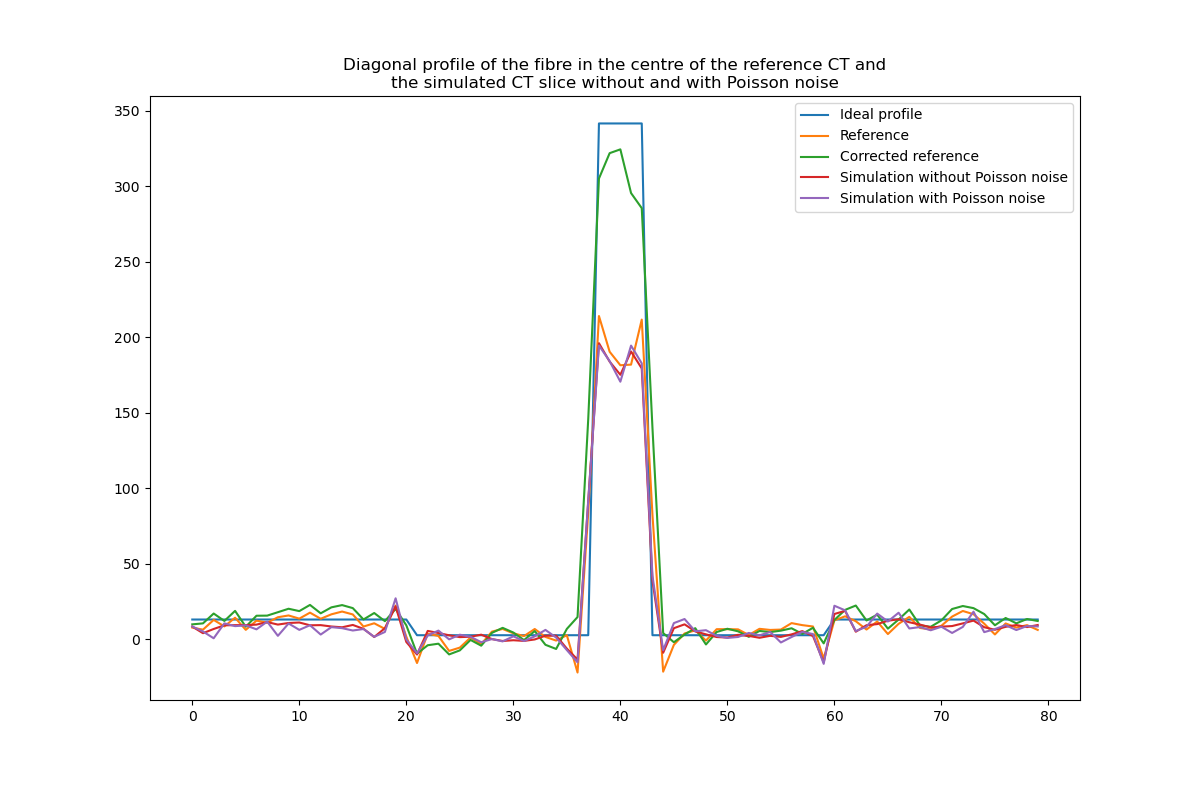 Diagonal profile of the fibre in the centre of the reference CT and
the simulated CT slice without and with Poisson noise
350
300
250
200
150
100
50
0
Ideal profile
Reference
Corrected reference
Simulation without Poisson noise
Simulation with Poisson noise
0 10 20 30 40 50 60 70 80